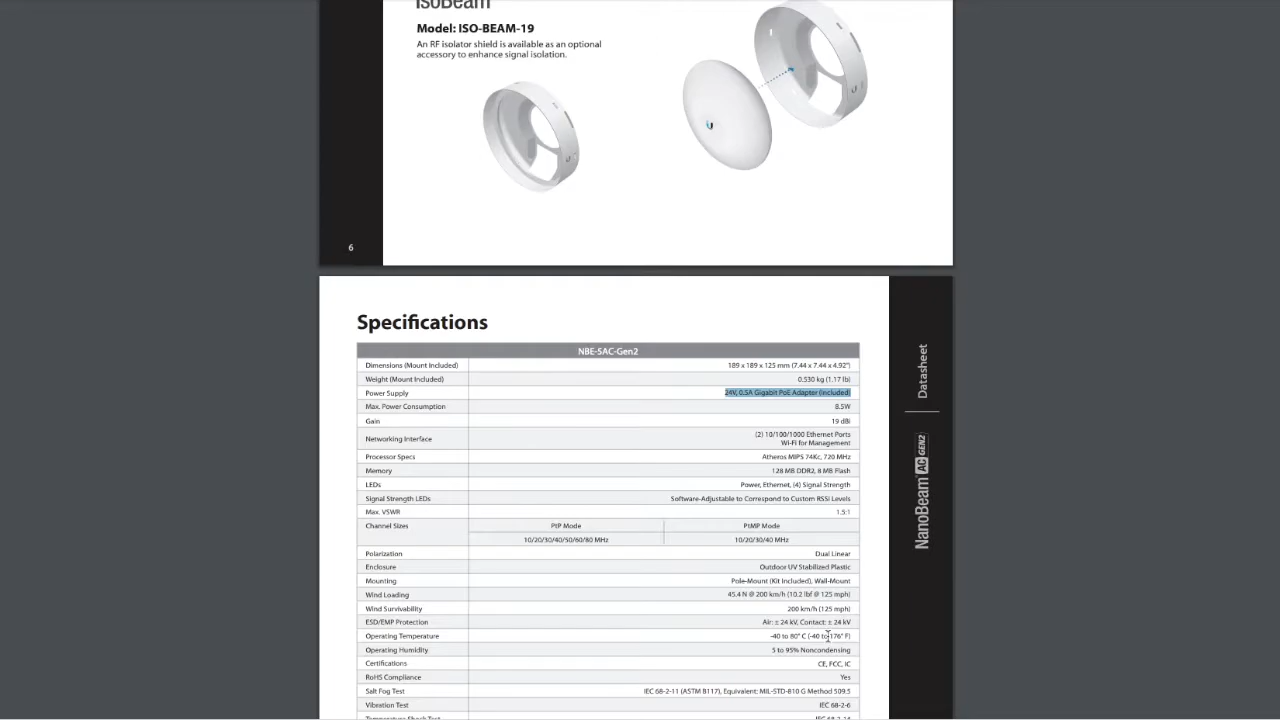 IsoBeam
Model: ISO-BEAM-19
An RF isolator shield is available as an optional
accessory to enhance signal isolation.
6
Specifications
NBE-5AC-Gen2
Dimensions (Mount Included) 189 x 189 x 125 mm (7.44 x 7.44 x 4.92")
Weight (Mount Included) 0.530 kg (1.17 lb)
Power Supply 24V, 0.5A Gigabit PoE Adapter (Included)
Max. Power Consumption 8.5W
Gain 19 dBi
Networking Interface (2) 10/100/1000 Ethernet Ports
Wi-Fi for Management
Processor Specs Atheros MIPS 74Kc, 720 MHz
Memory 128 MB DDR2, 8 MB Flash
LEDs Power, Ethernet, (4) Signal Strength
Signal Strength LEDs Software-Adjustable to Correspond to Custom RSSI Levels
Max. VSWR 1.5:1
Channel Sizes PtP Mode PtMP Mode
10/20/30/40/50/60/80 MHz 10/20/30/40 MHz
Polarization Dual Linear
Enclosure Outdoor UV Stabilized Plastic
Mounting Pole-Mount (Kit Included), Wall-Mount
Wind Loading 45.4 N @ 200 km/h (10.2 lbf @ 125 mph)
Wind Survivability 200 km/h (125 mph)
ESD/EMP Protection Air: ± 24 kV, Contact: ± 24 kV
Operating Temperature -40 to 80° C (-40 to 176° F)
Operating Humidity 5 to 95% Noncondensing
Certifications CE, FCC, IC
RoHS Compliance Yes
Salt Fog Test IEC 68-2-11 (ASTM B117), Equivalent: MIL-STD-810 G Method 509.5
Vibration Test IEC 68-2-6
Temperature Shock Test IEC 68-2-14
Datasheet
NanoBeam AC GEN2